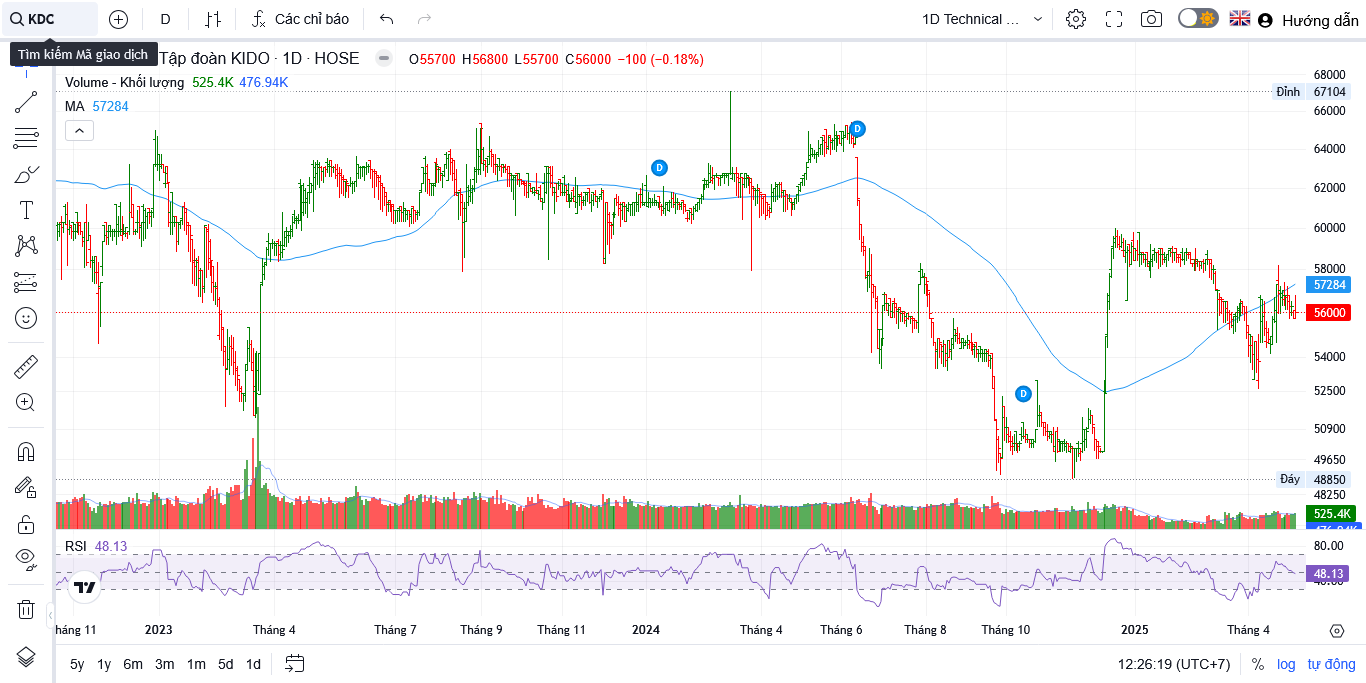 KDC
D
Các chỉ báo
1D Technical ...
Hướng dẫn
Tìm kiếm Mã giao dịch
Tập đoàn KIDO · 1D · HOSE
O55700 H56800 L55700 C56000 −100 (−0.18%)
Volume - Khối lượng 525.4K 476.94K
MA 57284
68000
Đỉnh 67104
66000
64000
62000
60000
58000
57284
56000
54000
52500
50900
49650
Đáy 48850
48250
525.4K
D
D
D
RSI 48.13
80.00
48.13
háng 11
2023
Tháng 4
Tháng 7
Tháng 9
Tháng 11
2024
Tháng 4
Tháng 6
Tháng 8
Tháng 10
2025
Tháng 4
5y 1y 6m 3m 1m 5d 1d
12:26:19 (UTC+7) % log tự động